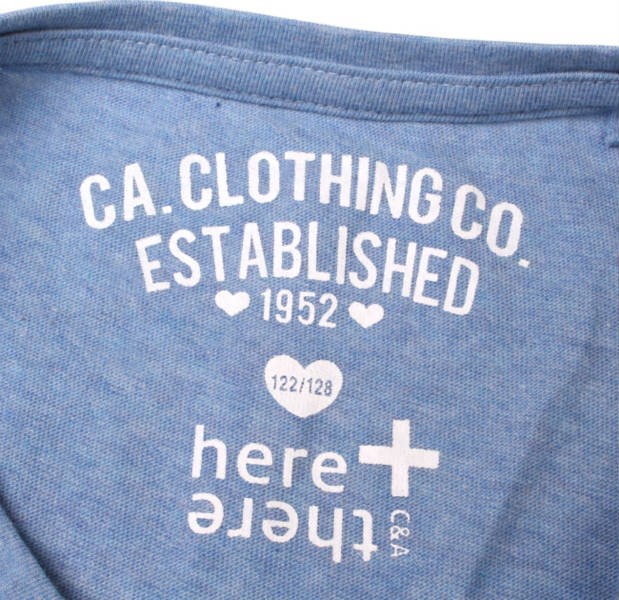 CA. CLOTHING CO.
ESTABLISHED
1952
122/128
here +
there
C&A